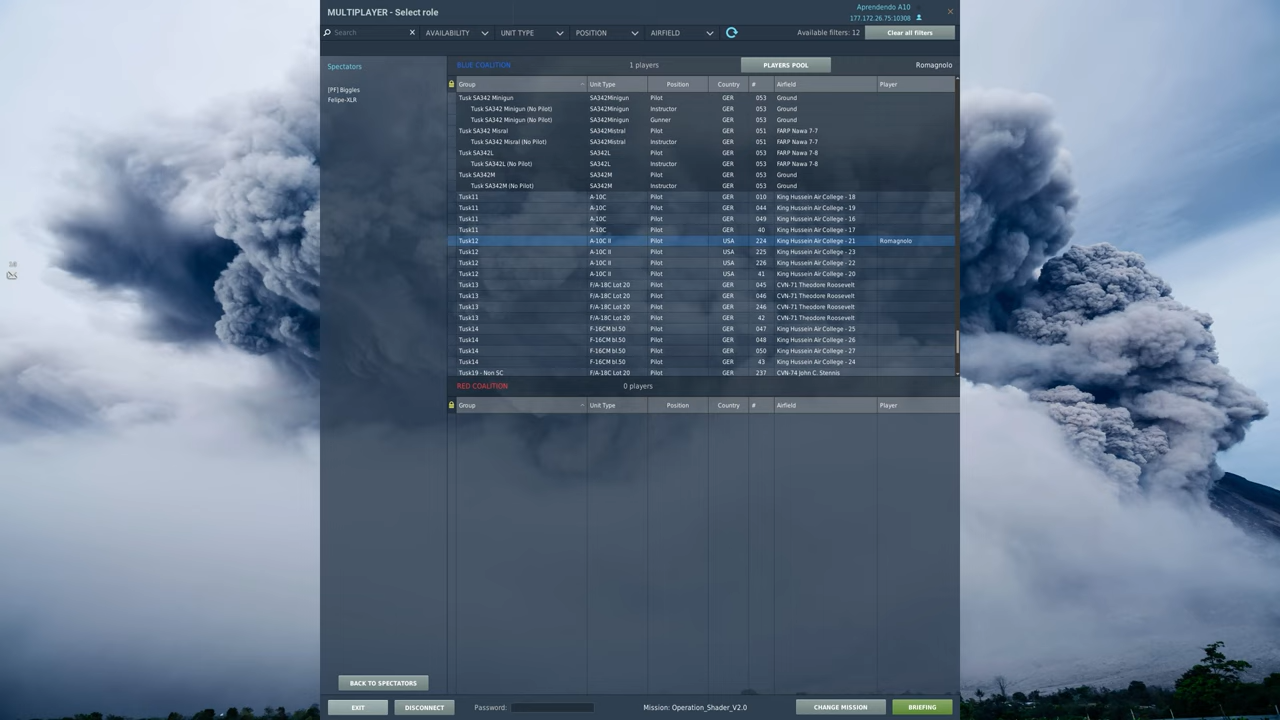 MULTIPLAYER - Select role
Aprendendo A10
177.172.26.75:10308
Search AVAILABILITY UNIT TYPE POSITION AIRFIELD Available filters: 12 Clear all filters
Spectators
[PF] Biggles
Felipe-XLR
BLUE COALITION 1 players PLAYERS POOL Romagnolo
Group Unit Type Position Country # Airfield Player
Tusk SA342 Minigun SA342Minigun Pilot GER 053 Ground
Tusk SA342 Minigun (No Pilot) SA342Minigun Instructor GER 053 Ground
Tusk SA342 Minigun (No Pilot) SA342Minigun Gunner GER 053 Ground
Tusk SA342 Misral SA342Mistral Pilot GER 051 FARP Nawa 7-7
Tusk SA342 Misral (No Pilot) SA342Mistral Instructor GER 051 FARP Nawa 7-7
Tusk SA342L SA342L Pilot GER 053 FARP Nawa 7-8
Tusk SA342L (No Pilot) SA342L Instructor GER 053 FARP Nawa 7-8
Tusk SA342M SA342M Pilot GER 053 Ground
Tusk SA342M (No Pilot) SA342M Instructor GER 053 Ground
Tusk11 A-10C Pilot GER 010 King Hussein Air College - 18
Tusk11 A-10C Pilot GER 044 King Hussein Air College - 19
Tusk11 A-10C Pilot GER 049 King Hussein Air College - 16
Tusk11 A-10C Pilot GER 40 King Hussein Air College - 17
Tusk12 A-10C II Pilot USA 224 King Hussein Air College - 21 Romagnolo
Tusk12 A-10C II Pilot USA 225 King Hussein Air College - 23
Tusk12 A-10C II Pilot USA 226 King Hussein Air College - 22
Tusk12 A-10C II Pilot USA 41 King Hussein Air College - 20
Tusk13 F/A-18C Lot 20 Pilot GER 045 CVN-71 Theodore Roosevelt
Tusk13 F/A-18C Lot 20 Pilot GER 046 CVN-71 Theodore Roosevelt
Tusk13 F/A-18C Lot 20 Pilot GER 246 CVN-71 Theodore Roosevelt
Tusk13 F/A-18C Lot 20 Pilot GER 42 CVN-71 Theodore Roosevelt
Tusk14 F-16CM bl.50 Pilot GER 047 King Hussein Air College - 25
Tusk14 F-16CM bl.50 Pilot GER 048 King Hussein Air College - 26
Tusk14 F-16CM bl.50 Pilot GER 050 King Hussein Air College - 27
Tusk14 F-16CM bl.50 Pilot GER 43 King Hussein Air College - 24
Tusk19 - Non SC F/A-18C Lot 20 Pilot GER 237 CVN-74 John C. Stennis
RED COALITION 0 players
Group Unit Type Position Country # Airfield Player
BACK TO SPECTATORS
EXIT DISCONNECT Password: Mission: Operation_Shader_V2.0 CHANGE MISSION BRIEFING